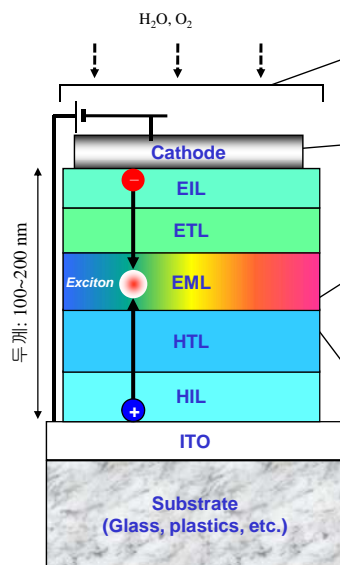 H₂O, O₂
Cathode
−
EIL
ETL
Exciton
EML
HTL
HIL
+
두께: 100~200 nm
ITO
Substrate
(Glass, plastics, etc.)